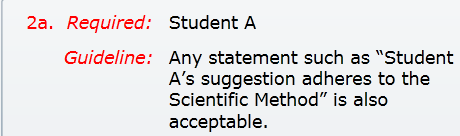 2a. Required: Student A
Guideline: Any statement such as “Student
A’s suggestion adheres to the
Scientific Method” is also
acceptable.